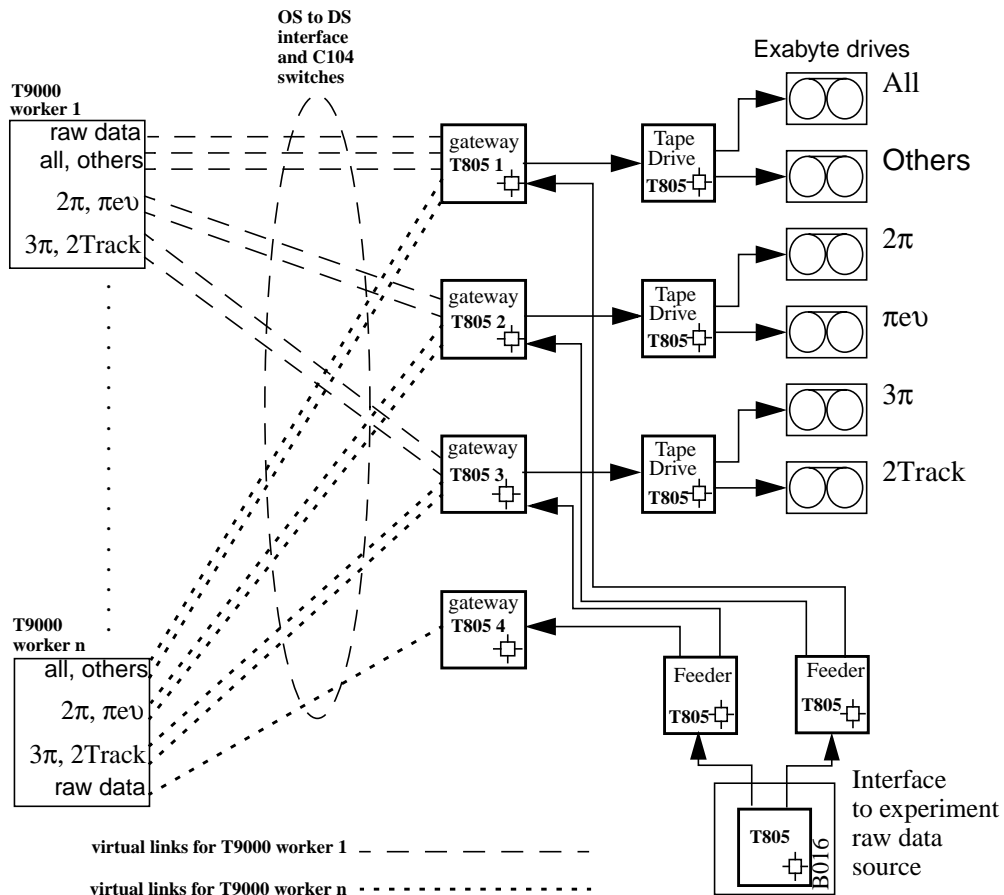 OS to DS
interface
and C104
switches
Exabyte drives
T9000
worker 1
raw data
all, others
2π, πeυ
3π, 2Track
gateway
T805 1
Tape
Drive
T805
All
Others
gateway
T805 2
Tape
Drive
T805
2π
πeυ
gateway
T805 3
Tape
Drive
T805
3π
2Track
gateway
T805 4
T9000
worker n
all, others
2π, πeυ
3π, 2Track
raw data
Feeder
T805
Feeder
T805
T805
B016
Interface
to experiment
raw data
source
virtual links for T9000 worker 1
virtual links for T9000 worker n